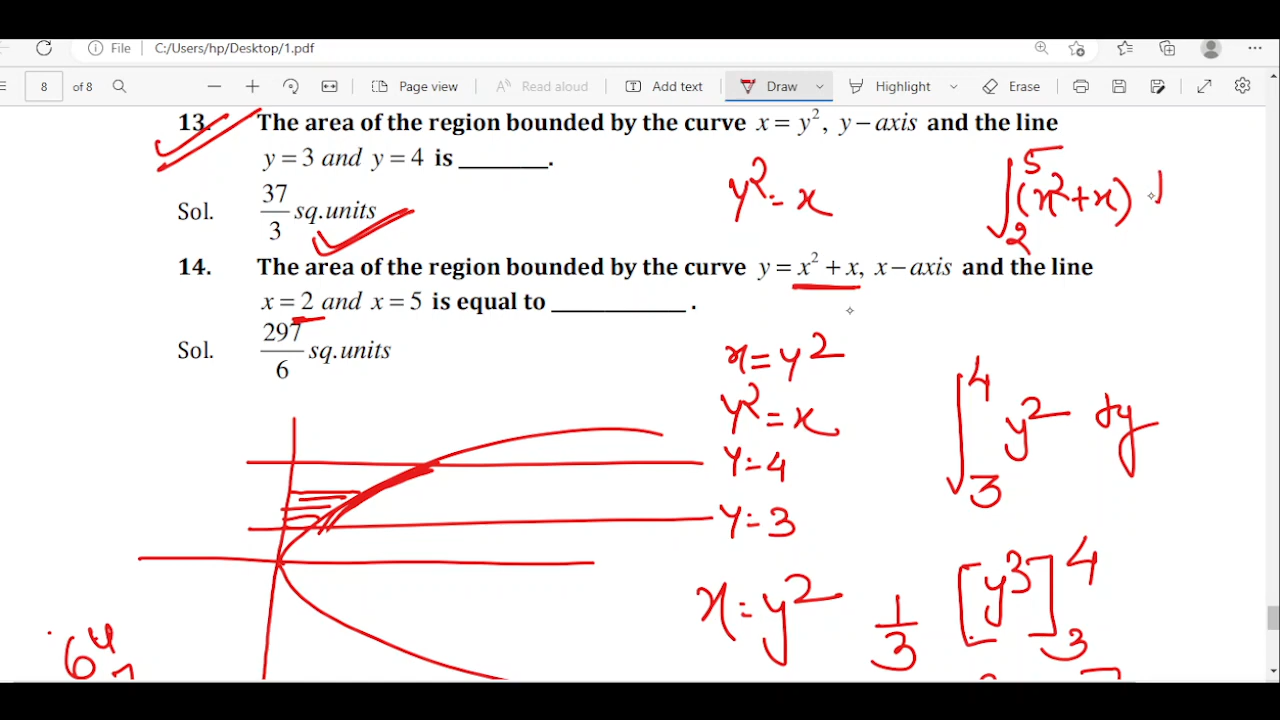 File C:/Users/hp/Desktop/1.pdf
8 of 8 Page view Read aloud Add text Draw Highlight Erase
13. The area of the region bounded by the curve x = y², y − axis and the line
y = 3 and y = 4 is ________.
Sol. 37/3 sq.units
y² = x
∫₂⁵ (x² + x)
14. The area of the region bounded by the curve y = x² + x, x − axis and the line
x = 2 and x = 5 is equal to ____________ .
Sol. 297/6 sq.units
x = y²
y² = x
y = 4
y = 3
∫₃⁴ y² dy
x = y²
1/3 [y³]₃⁴
64